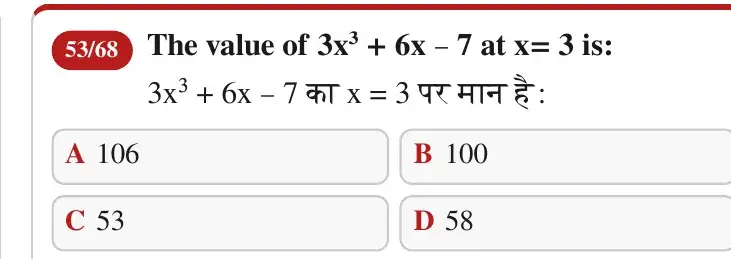 53/68 The value of 3x³ + 6x – 7 at x= 3 is:
3x³ + 6x – 7 का x = 3 पर मान है :
A 106
B 100
C 53
D 58